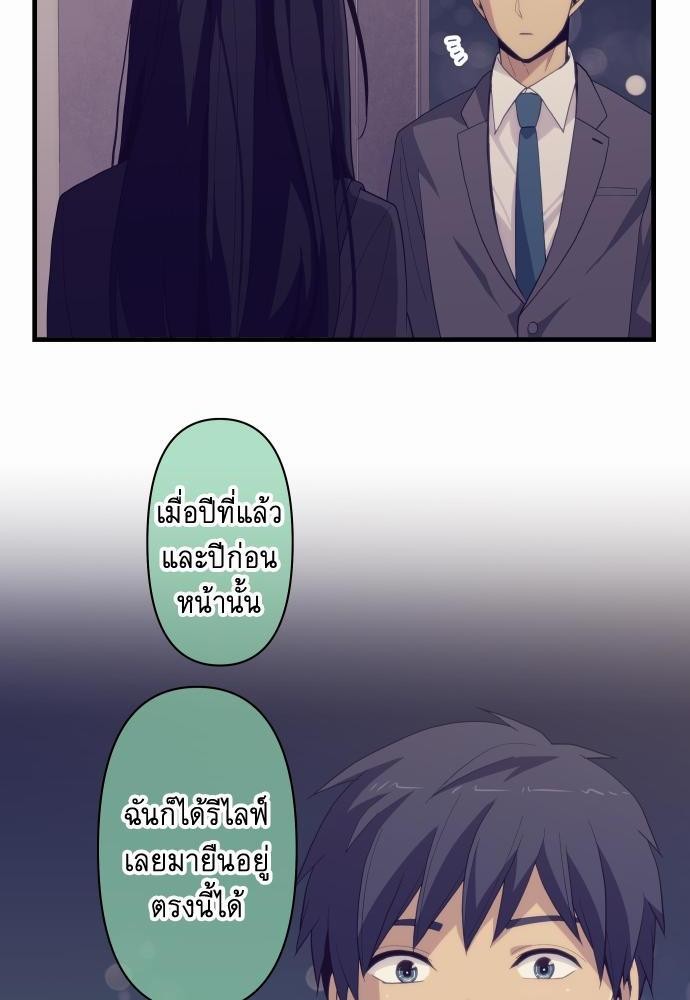 เมื่อปีที่แล้ว
และปีก่อน
หน้านั้น
ฉันก็ได้รีไลฟ์
เลยมายืนอยู่
ตรงนี้ได้